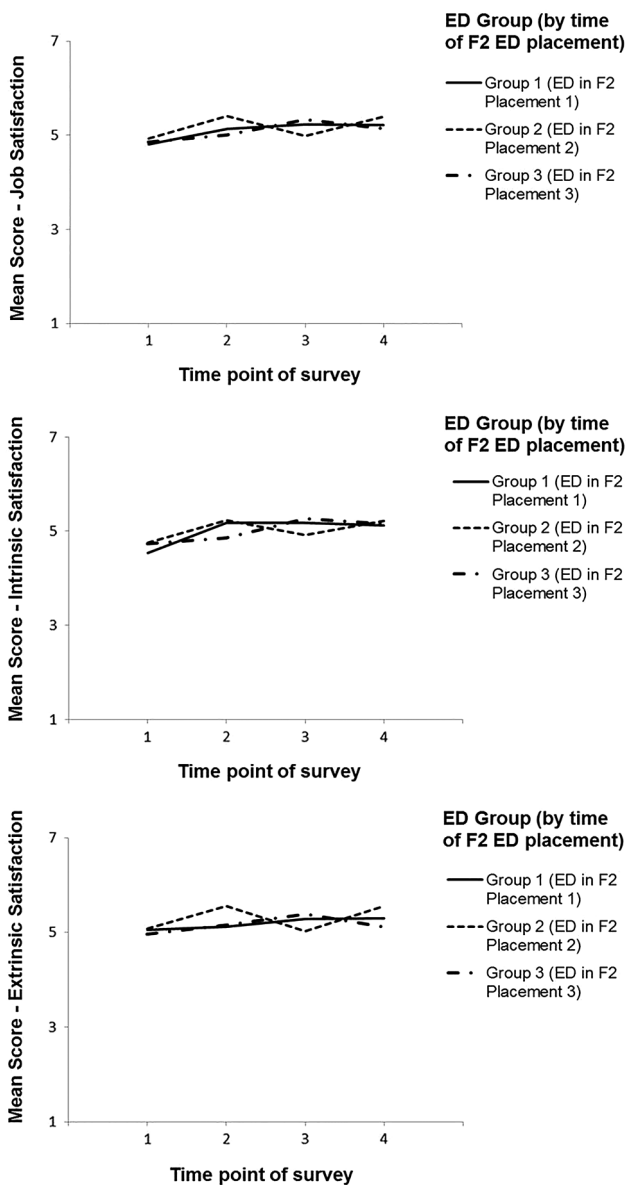 ED Group (by time
of F2 ED placement)
Group 1 (ED in F2
Placement 1)
Group 2 (ED in F2
Placement 2)
Group 3 (ED in F2
Placement 3)
Mean Score - Job Satisfaction
7
5
3
1
1 2 3 4
Time point of survey
ED Group (by time
of F2 ED placement)
Group 1 (ED in F2
Placement 1)
Group 2 (ED in F2
Placement 2)
Group 3 (ED in F2
Placement 3)
Mean Score - Intrinsic Satisfaction
7
5
3
1
1 2 3 4
Time point of survey
ED Group (by time
of F2 ED placement)
Group 1 (ED in F2
Placement 1)
Group 2 (ED in F2
Placement 2)
Group 3 (ED in F2
Placement 3)
Mean Score - Extrinsic Satisfaction
7
5
3
1
1 2 3 4
Time point of survey